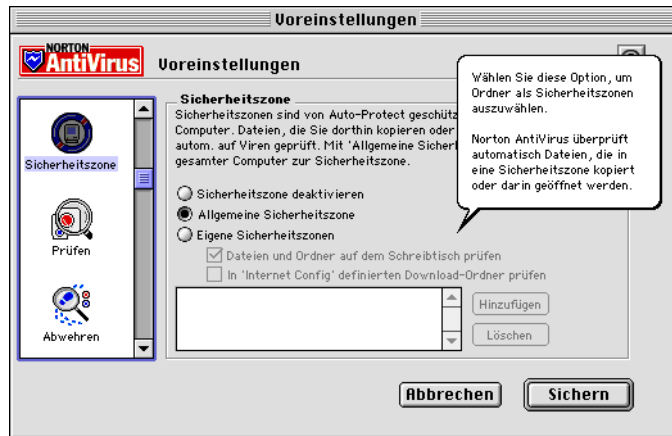 Voreinstellungen
NORTON
AntiVirus
Voreinstellungen
Sicherheitszone
Prüfen
Abwehren
Sicherheitszone
Sicherheitszonen sind von Auto-Protect geschütz
Computer. Dateien, die Sie dorthin kopieren oder
autom. auf Viren geprüft. Mit 'Allgemeine Sicherl
gesamter Computer zur Sicherheitszone.
Wählen Sie diese Option, um
Ordner als Sicherheitszonen
auszuwählen.
Norton AntiVirus überprüft
automatisch Dateien, die in
eine Sicherheitszone kopiert
oder darin geöffnet werden.
Sicherheitszone deaktivieren
Allgemeine Sicherheitszone
Eigene Sicherheitszonen
Dateien und Ordner auf dem Schreibtisch prüfen
In 'Internet Config' definierten Download-Ordner prüfen
Hinzufügen
Löschen
Abbrechen
Sichern